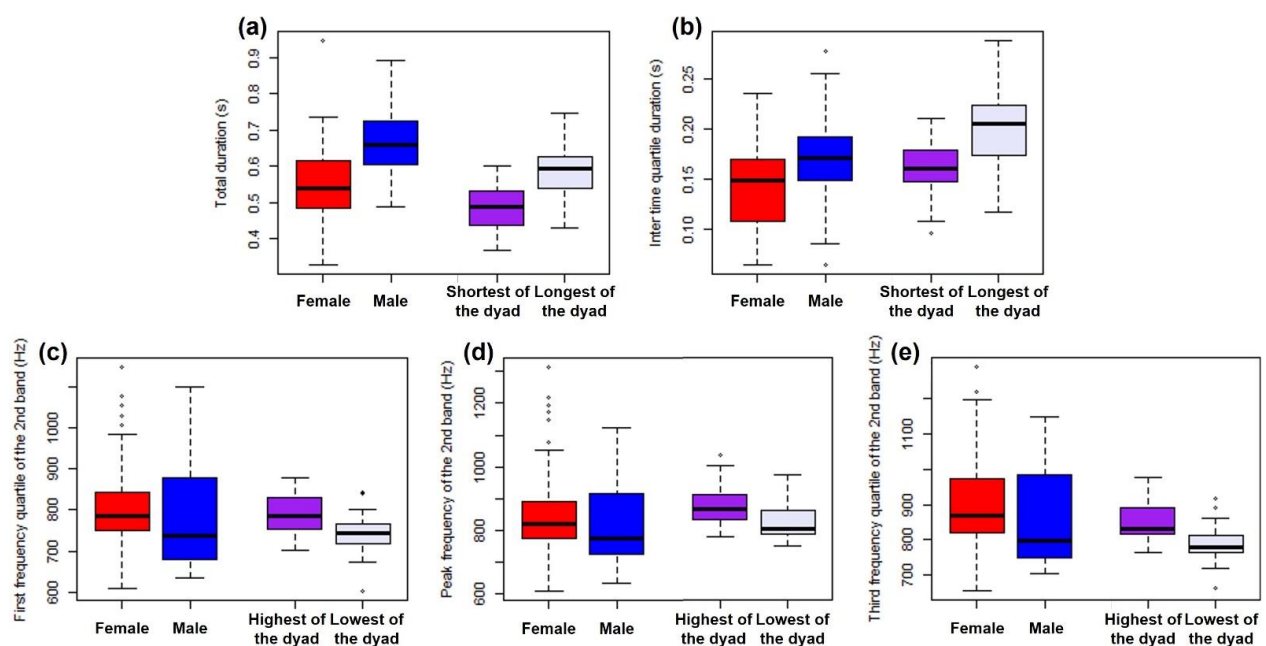 (a)
Total duration (s)
0.9
0.8
0.7
0.6
0.5
0.4
Female
Male
Shortest of
the dyad
Longest of
the dyad
(b)
Inter time quartile duration (s)
0.25
0.20
0.15
0.10
Female
Male
Shortest of
the dyad
Longest of
the dyad
(c)
First frequency quartile of the 2nd band (Hz)
1000
900
800
700
600
Female
Male
Highest of
the dyad
Lowest of
the dyad
(d)
Peak frequency of the 2nd band (Hz)
1200
1000
800
600
Female
Male
Highest of
the dyad
Lowest of
the dyad
(e)
Third frequency quartile of the 2nd band (Hz)
1100
900
800
700
Female
Male
Highest of
the dyad
Lowest of
the dyad